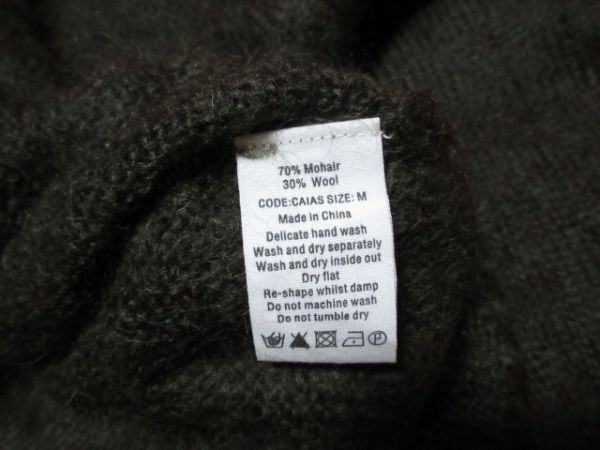 70% Mohair
30% Wool
CODE:CAIAS SIZE: M
Made in China
Delicate hand wash
Wash and dry separately
Wash and dry inside out
Dry flat
Re-shape whilst damp
Do not machine wash
Do not tumble dry
P